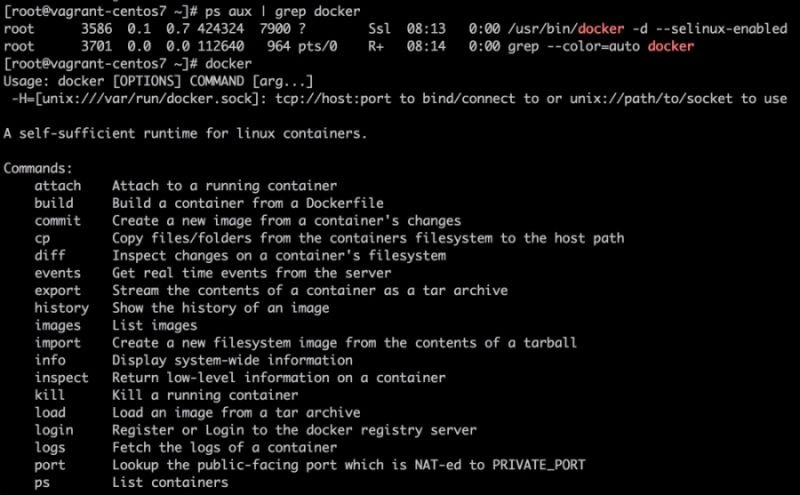 [root@vagrant-centos7 ~]# ps aux | grep docker
root      3586  0.1  0.7 424324  7900 ?        Ssl  08:13   0:00 /usr/bin/docker -d --selinux-enabled
root      3701  0.0  0.0 112640   964 pts/0    R+   08:14   0:00 grep --color=auto docker
[root@vagrant-centos7 ~]# docker
Usage: docker [OPTIONS] COMMAND [arg...]
 -H=[unix:///var/run/docker.sock]: tcp://host:port to bind/connect to or unix://path/to/socket to use

A self-sufficient runtime for linux containers.

Commands:
    attach    Attach to a running container
    build     Build a container from a Dockerfile
    commit    Create a new image from a container's changes
    cp        Copy files/folders from the containers filesystem to the host path
    diff      Inspect changes on a container's filesystem
    events    Get real time events from the server
    export    Stream the contents of a container as a tar archive
    history   Show the history of an image
    images    List images
    import    Create a new filesystem image from the contents of a tarball
    info      Display system-wide information
    inspect   Return low-level information on a container
    kill      Kill a running container
    load      Load an image from a tar archive
    login     Register or Login to the docker registry server
    logs      Fetch the logs of a container
    port      Lookup the public-facing port which is NAT-ed to PRIVATE_PORT
    ps        List containers